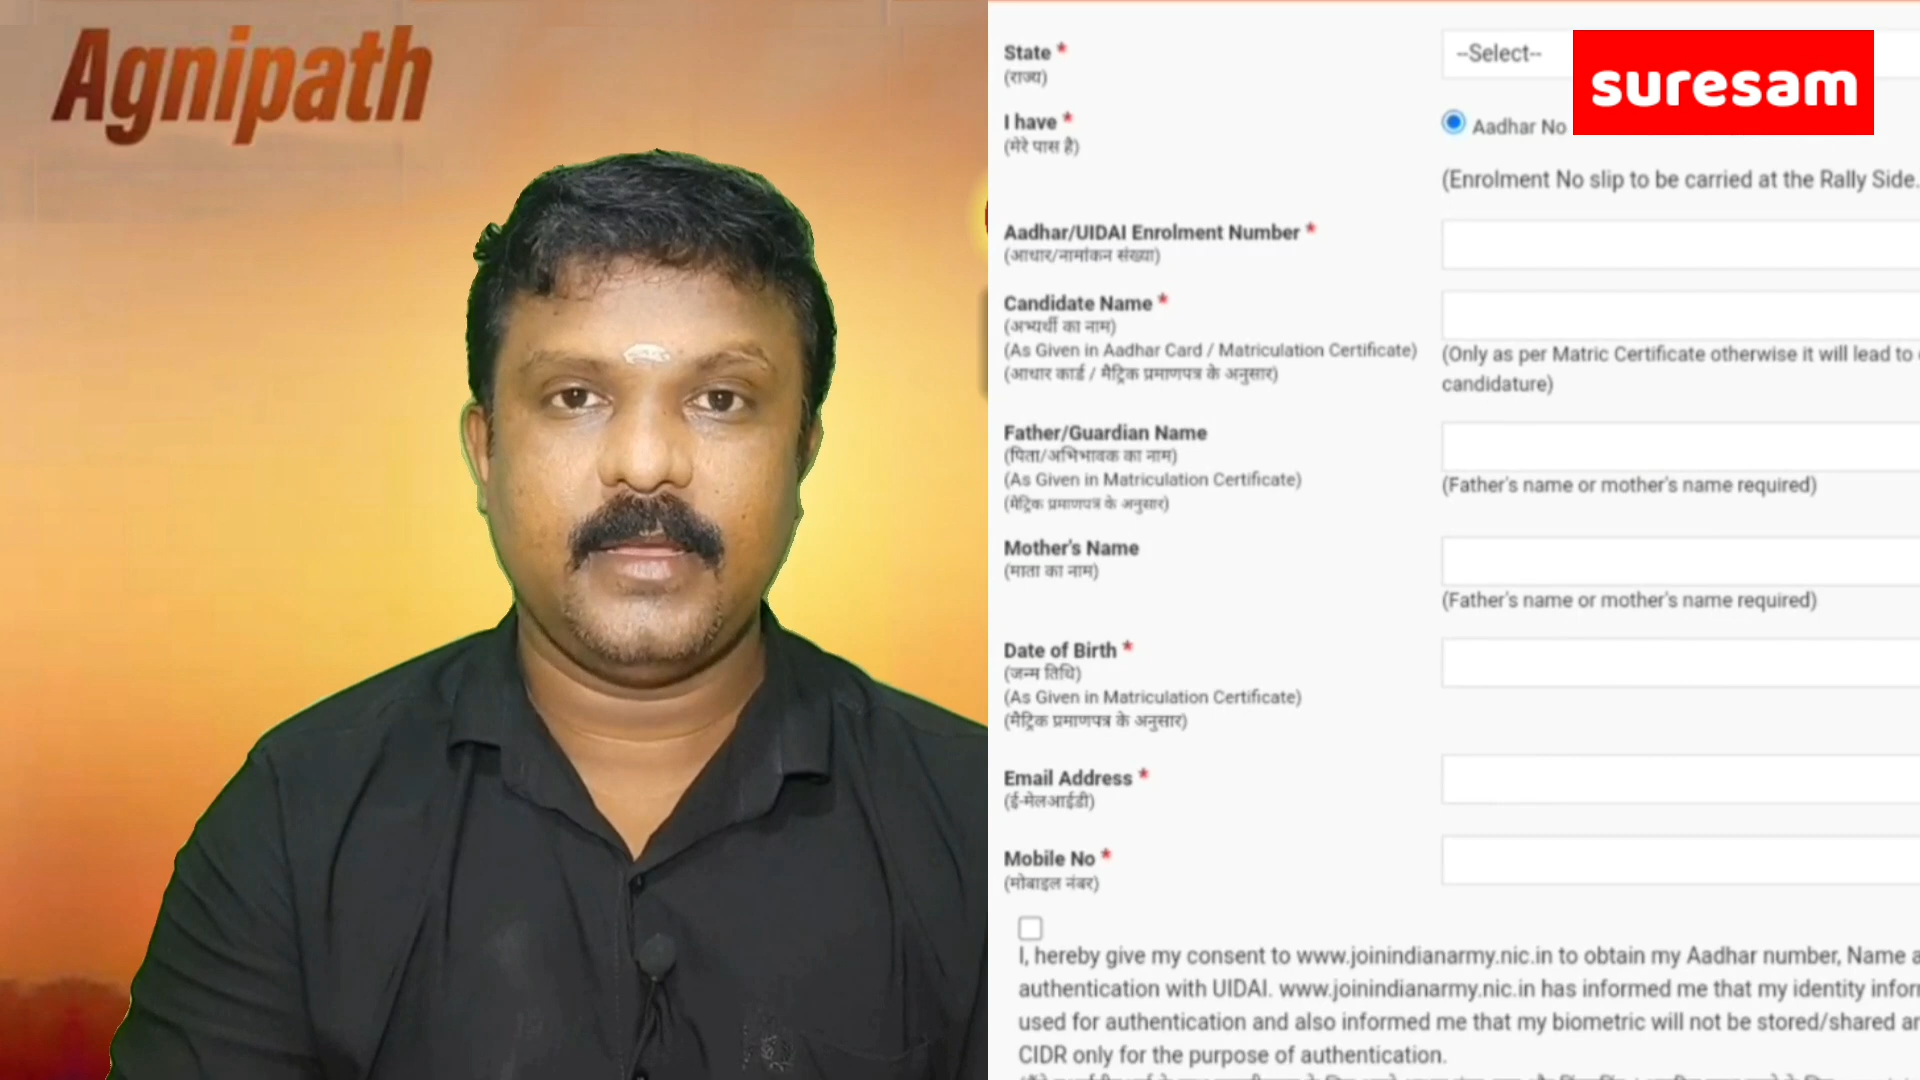 Agnipath
suresam
State *
(राज्य)
--Select--
I have *
(मेरे पास है)
Aadhar No
(Enrolment No slip to be carried at the Rally Side.
Aadhar/UIDAI Enrolment Number *
(आधार/नामांकन संख्या)
Candidate Name *
(अभ्यर्थी का नाम)
(As Given in Aadhar Card / Matriculation Certificate)
(आधार कार्ड / मैट्रिक प्रमाणपत्र के अनुसार)
(Only as per Matric Certificate otherwise it will lead to
candidature)
Father/Guardian Name
(पिता/अभिभावक का नाम)
(As Given in Matriculation Certificate)
(मैट्रिक प्रमाणपत्र के अनुसार)
(Father's name or mother's name required)
Mother's Name
(माता का नाम)
(Father's name or mother's name required)
Date of Birth *
(जन्म तिथि)
(As Given in Matriculation Certificate)
(मैट्रिक प्रमाणपत्र के अनुसार)
Email Address *
(ई-मेलआईडी)
Mobile No *
(मोबाइल नंबर)
I, hereby give my consent to www.joinindianarmy.nic.in to obtain my Aadhar number, Name
authentication with UIDAI. www.joinindianarmy.nic.in has informed me that my identity
used for authentication and also informed me that my biometric will not be stored/shared
CIDR only for the purpose of authentication.